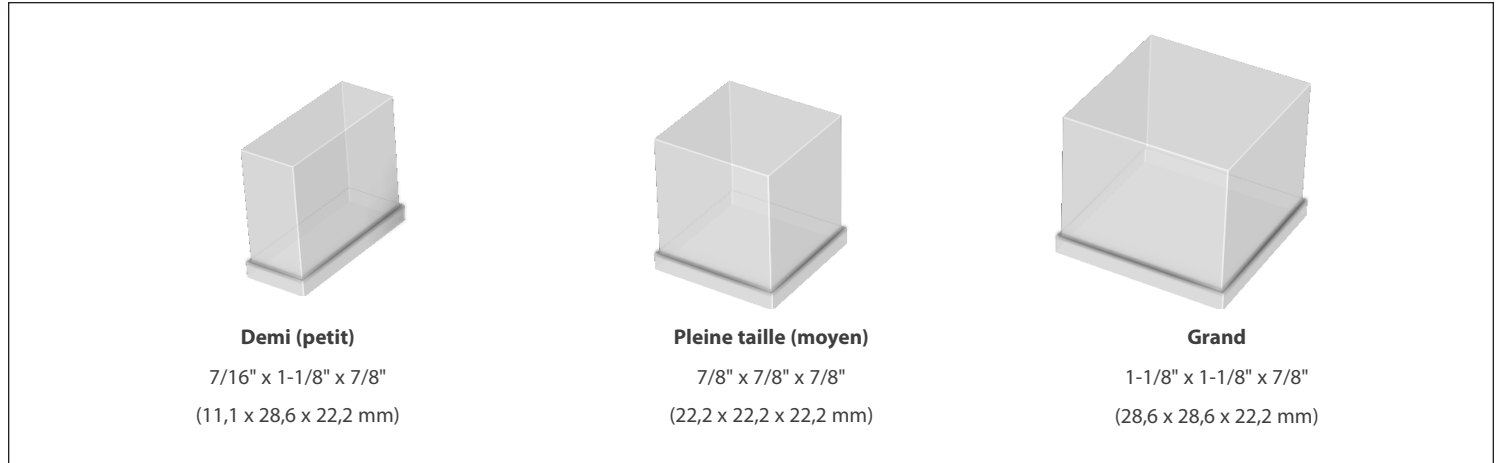 Demi (petit)
7/16" x 1-1/8" x 7/8"
(11,1 x 28,6 x 22,2 mm)
Pleine taille (moyen)
7/8" x 7/8" x 7/8"
(22,2 x 22,2 x 22,2 mm)
Grand
1-1/8" x 1-1/8" x 7/8"
(28,6 x 28,6 x 22,2 mm)